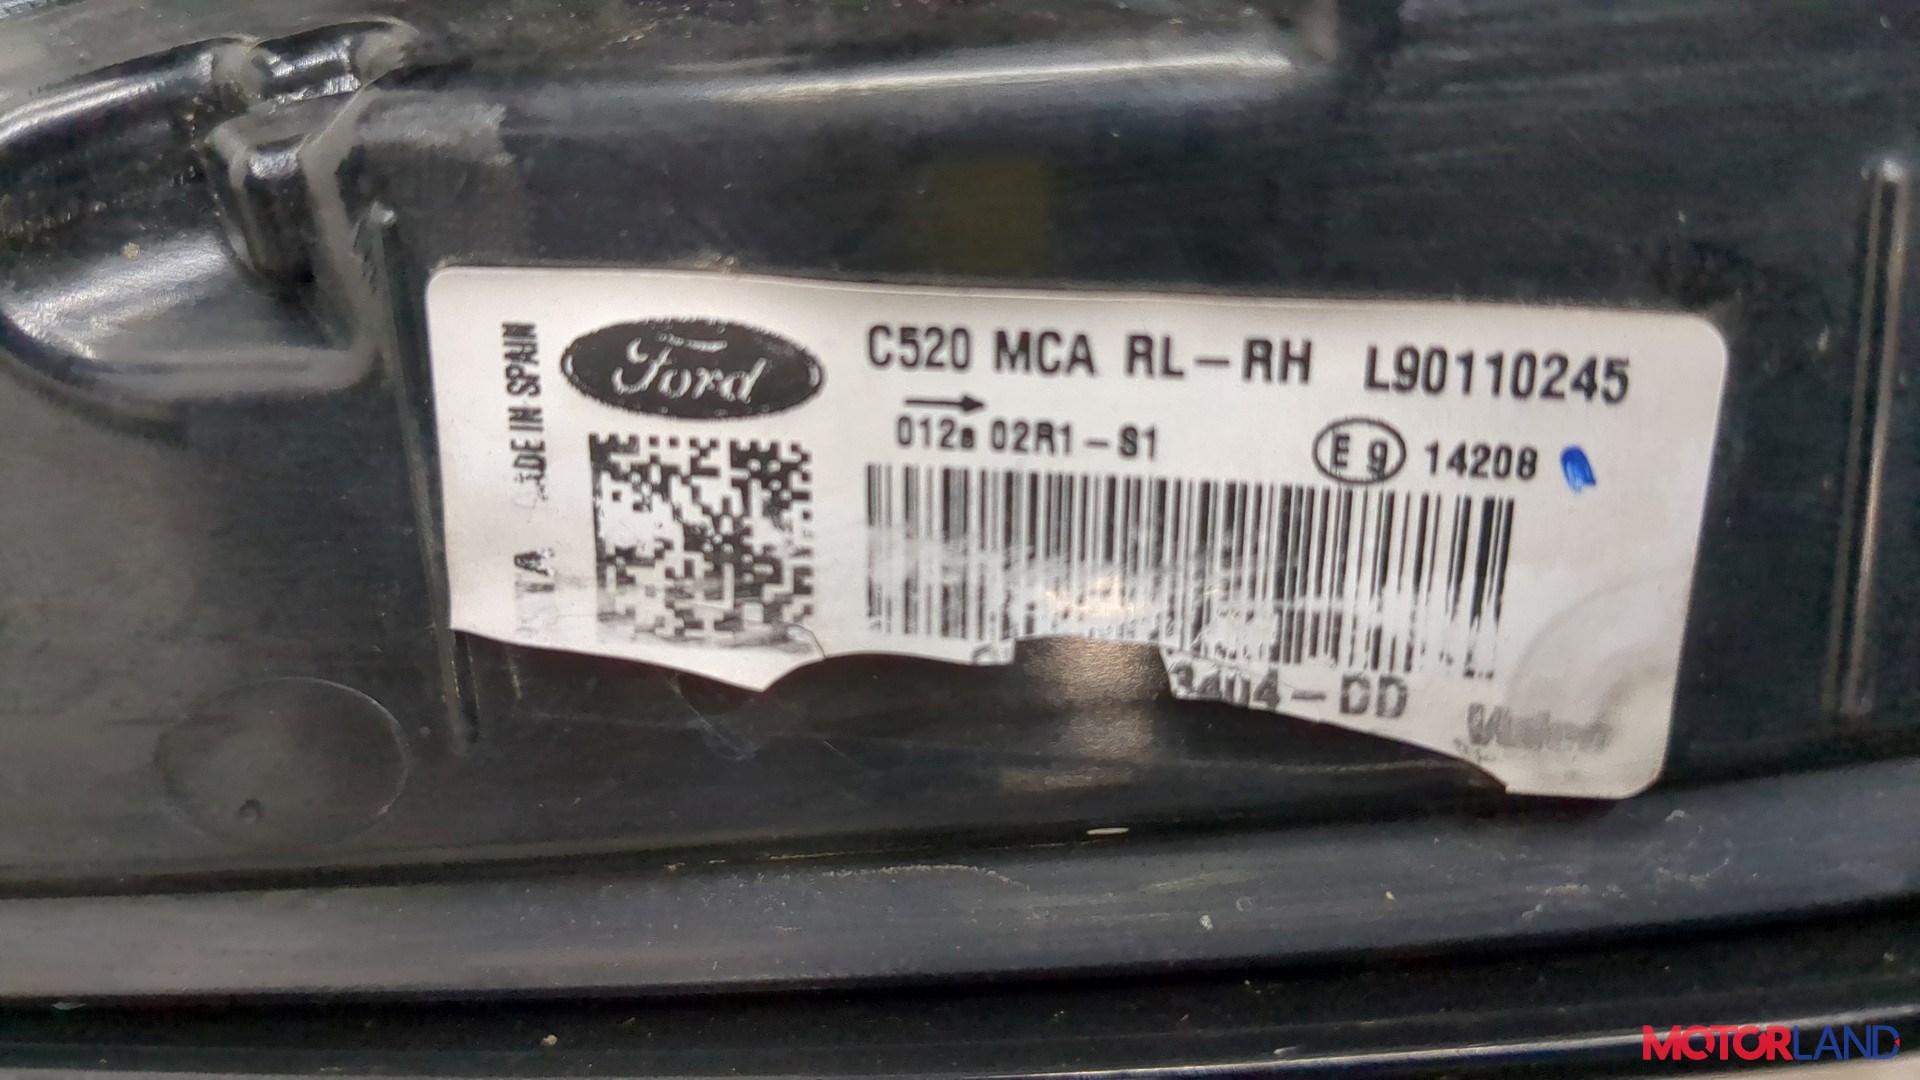 MADE IN SPAIN
Ford
C520 MCA RL-RH L90110245
012a 02R1-S1
E9 14208
3404-DD
MOTORLAND